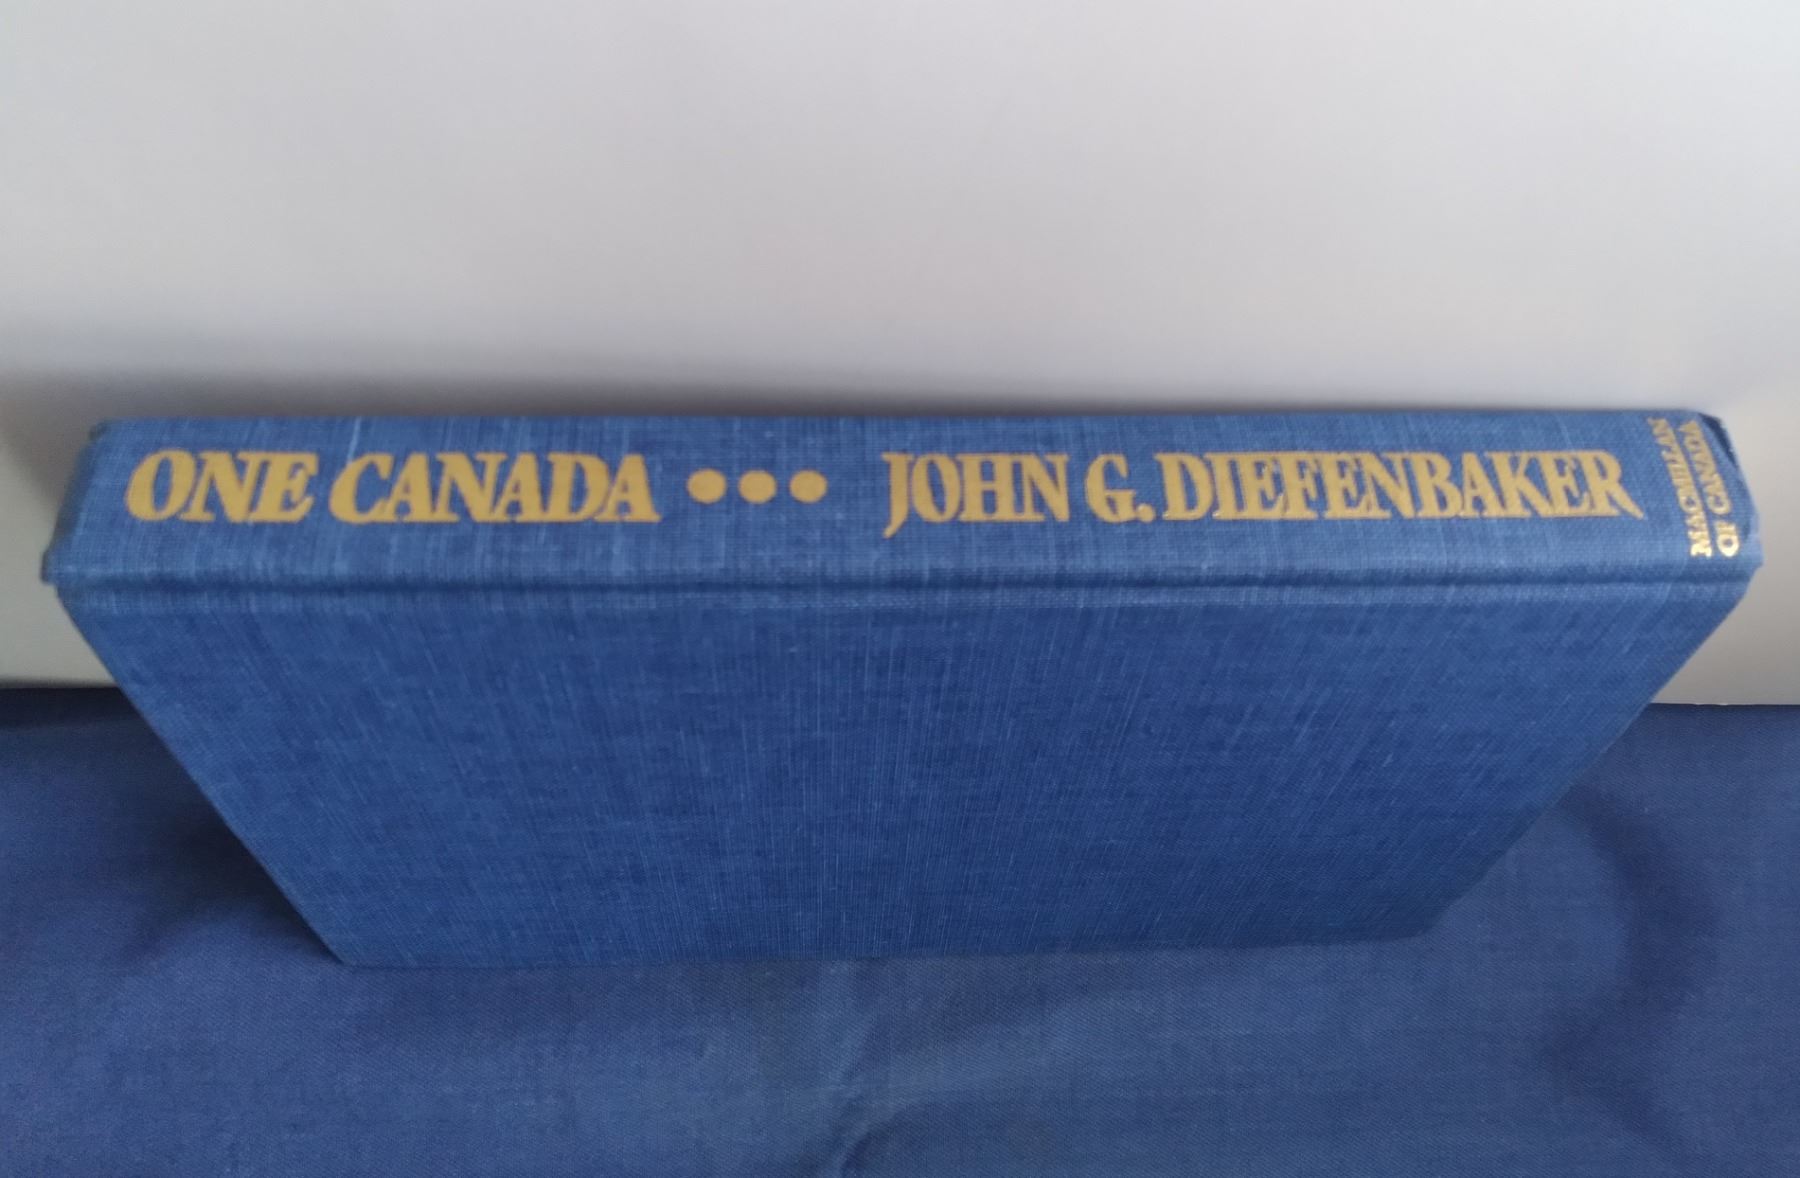 ONE CANADA ●●● JOHN G. DIEFENBAKER
MACMILLAN
OF CANADA